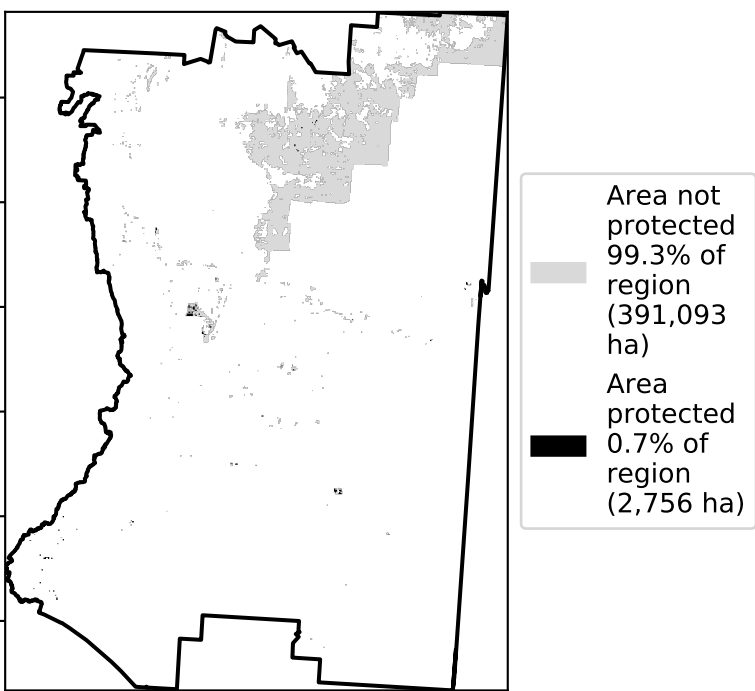 Area not
protected
99.3% of
region
(391,093
ha)
Area
protected
0.7% of
region
(2,756 ha)